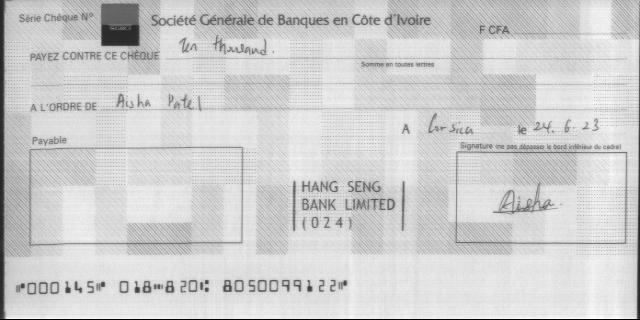 Série Chèque N° Société Générale de Banques en Côte d'Ivoire F CFA
PAYEZ CONTRE CE CHÈQUE Ten thousand.
Somme en toutes lettres
A L'ORDRE DE Aisha Patel
A Corsica le 24.6.23
Payable
Signature (ne pas dépasser le bord inférieur du cadre)
HANG SENG
BANK LIMITED
(024)
Aisha.
⑈000145⑈ 018⑉820⑆ 8050099122⑈